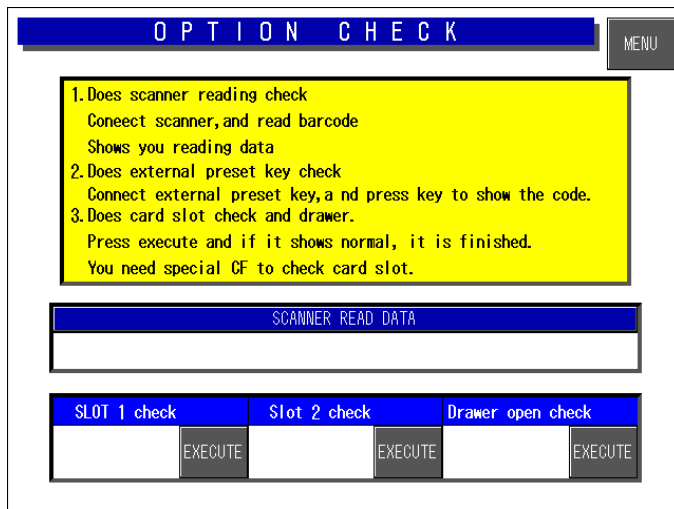 OPTION CHECK
MENU
1.Does scanner reading check
Coneect scanner,and read barcode
Shows you reading data
2.Does external preset key check
Connect external preset key,a nd press key to show the code.
3.Does card slot check and drawer.
Press execute and if it shows normal, it is finished.
You need special CF to check card slot.
SCANNER READ DATA
SLOT 1 check Slot 2 check Drawer open check
EXECUTE EXECUTE EXECUTE